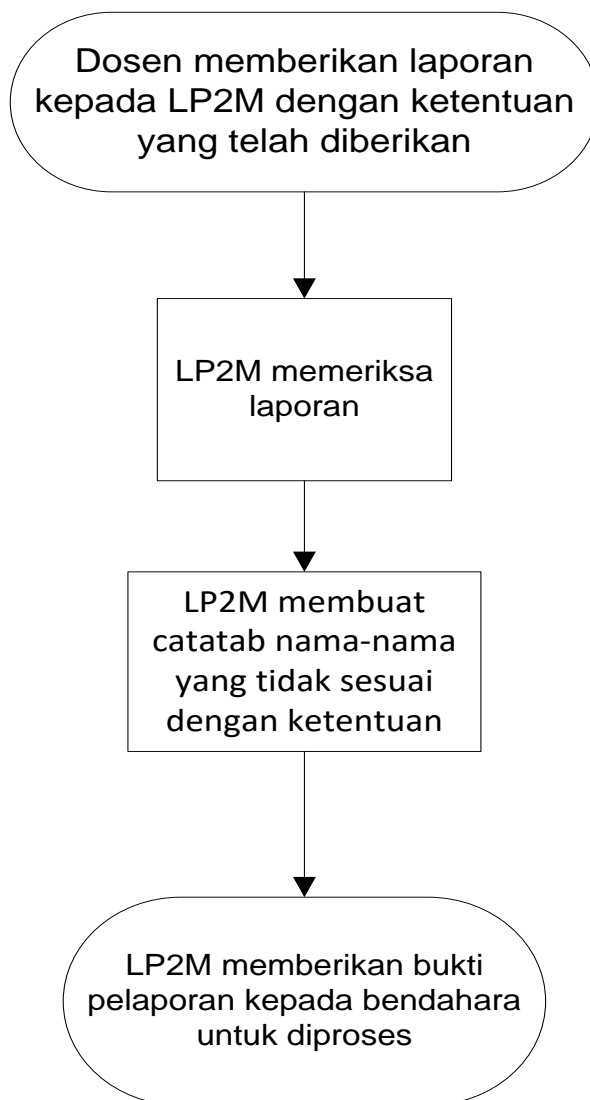 Dosen memberikan laporan
kepada LP2M dengan ketentuan
yang telah diberikan
LP2M memeriksa
laporan
LP2M membuat
catatab nama-nama
yang tidak sesuai
dengan ketentuan
LP2M memberikan bukti
pelaporan kepada bendahara
untuk diproses